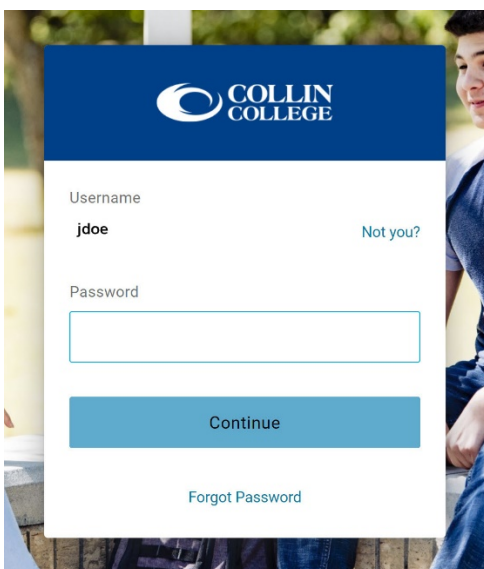 COLLIN
COLLEGE
Username
jdoe
Not you?
Password
Continue
Forgot Password